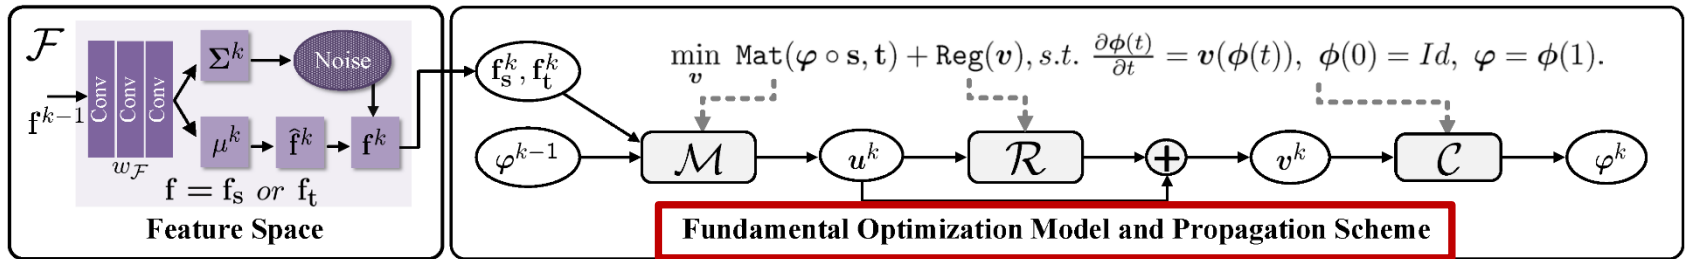 𝓕
f^{k-1}
Conv Conv Conv
w_𝓕
Σ^k
Noise
μ^k
f̂^k
f^k
f = f_s or f_t
Feature Space
min_v Mat(φ ∘ s, t) + Reg(v), s.t. ∂ϕ(t)/∂t = v(ϕ(t)), ϕ(0) = Id, φ = ϕ(1).
f_s^k, f_t^k
φ^{k-1}
𝓜
u^k
𝓡
+
v^k
𝓒
φ^k
Fundamental Optimization Model and Propagation Scheme